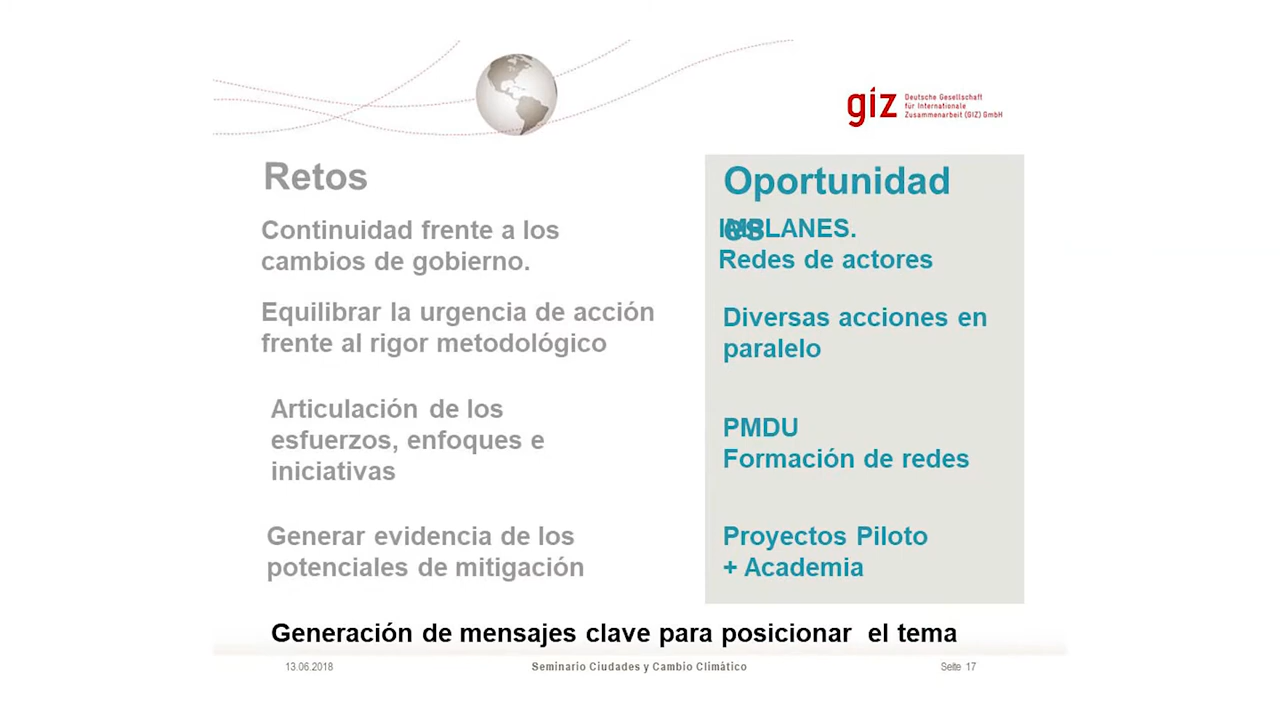 giz
Deutsche Gesellschaft
für Internationale
Zusammenarbeit (GIZ) GmbH
Retos
Continuidad frente a los
cambios de gobierno.
Equilibrar la urgencia de acción
frente al rigor metodológico
Articulación de los
esfuerzos, enfoques e
iniciativas
Generar evidencia de los
potenciales de mitigación
Oportunidad
es
IMPLANES.
Redes de actores
Diversas acciones en
paralelo
PMDU
Formación de redes
Proyectos Piloto
+ Academia
Generación de mensajes clave para posicionar el tema
13.06.2018
Seminario Ciudades y Cambio Climático
Seite 17